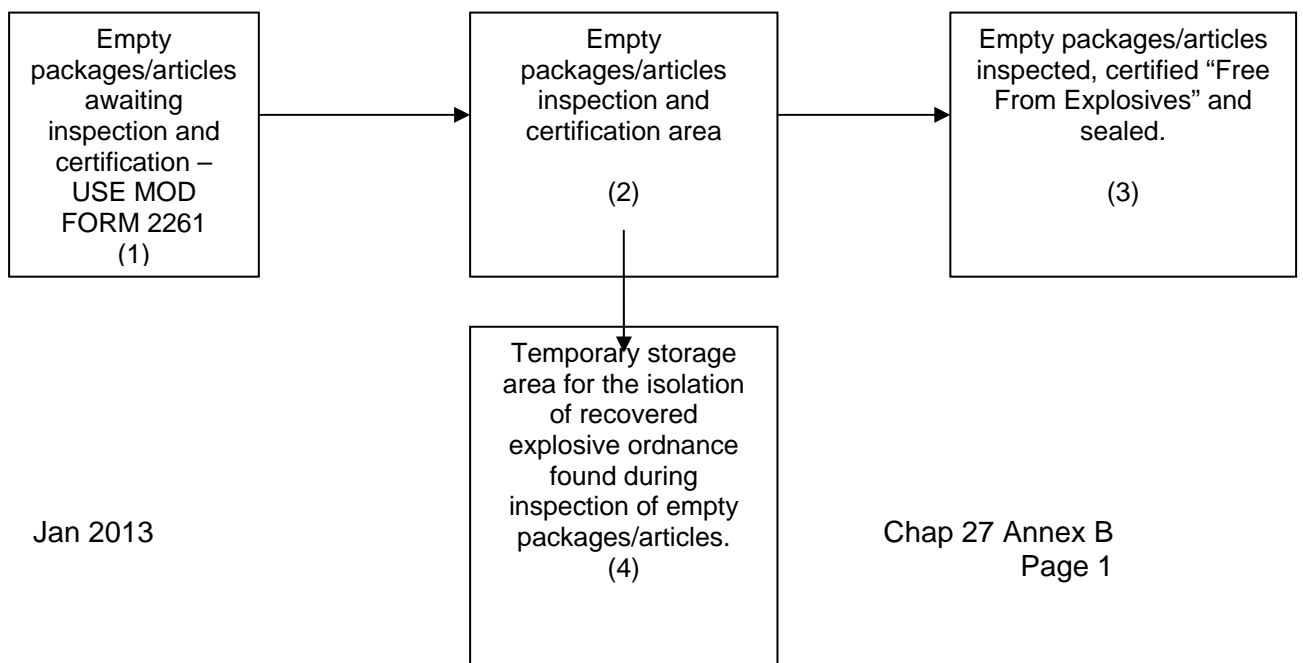 Empty
packages/articles
awaiting
inspection and
certification –
USE MOD
FORM 2261
(1)
Empty
packages/articles
inspection and
certification area
(2)
Empty packages/articles
inspected, certified “Free
From Explosives” and
sealed.
(3)
Temporary storage
area for the isolation
of recovered
explosive ordnance
found during
inspection of empty
packages/articles.
(4)
Jan 2013
Chap 27 Annex B
Page 1